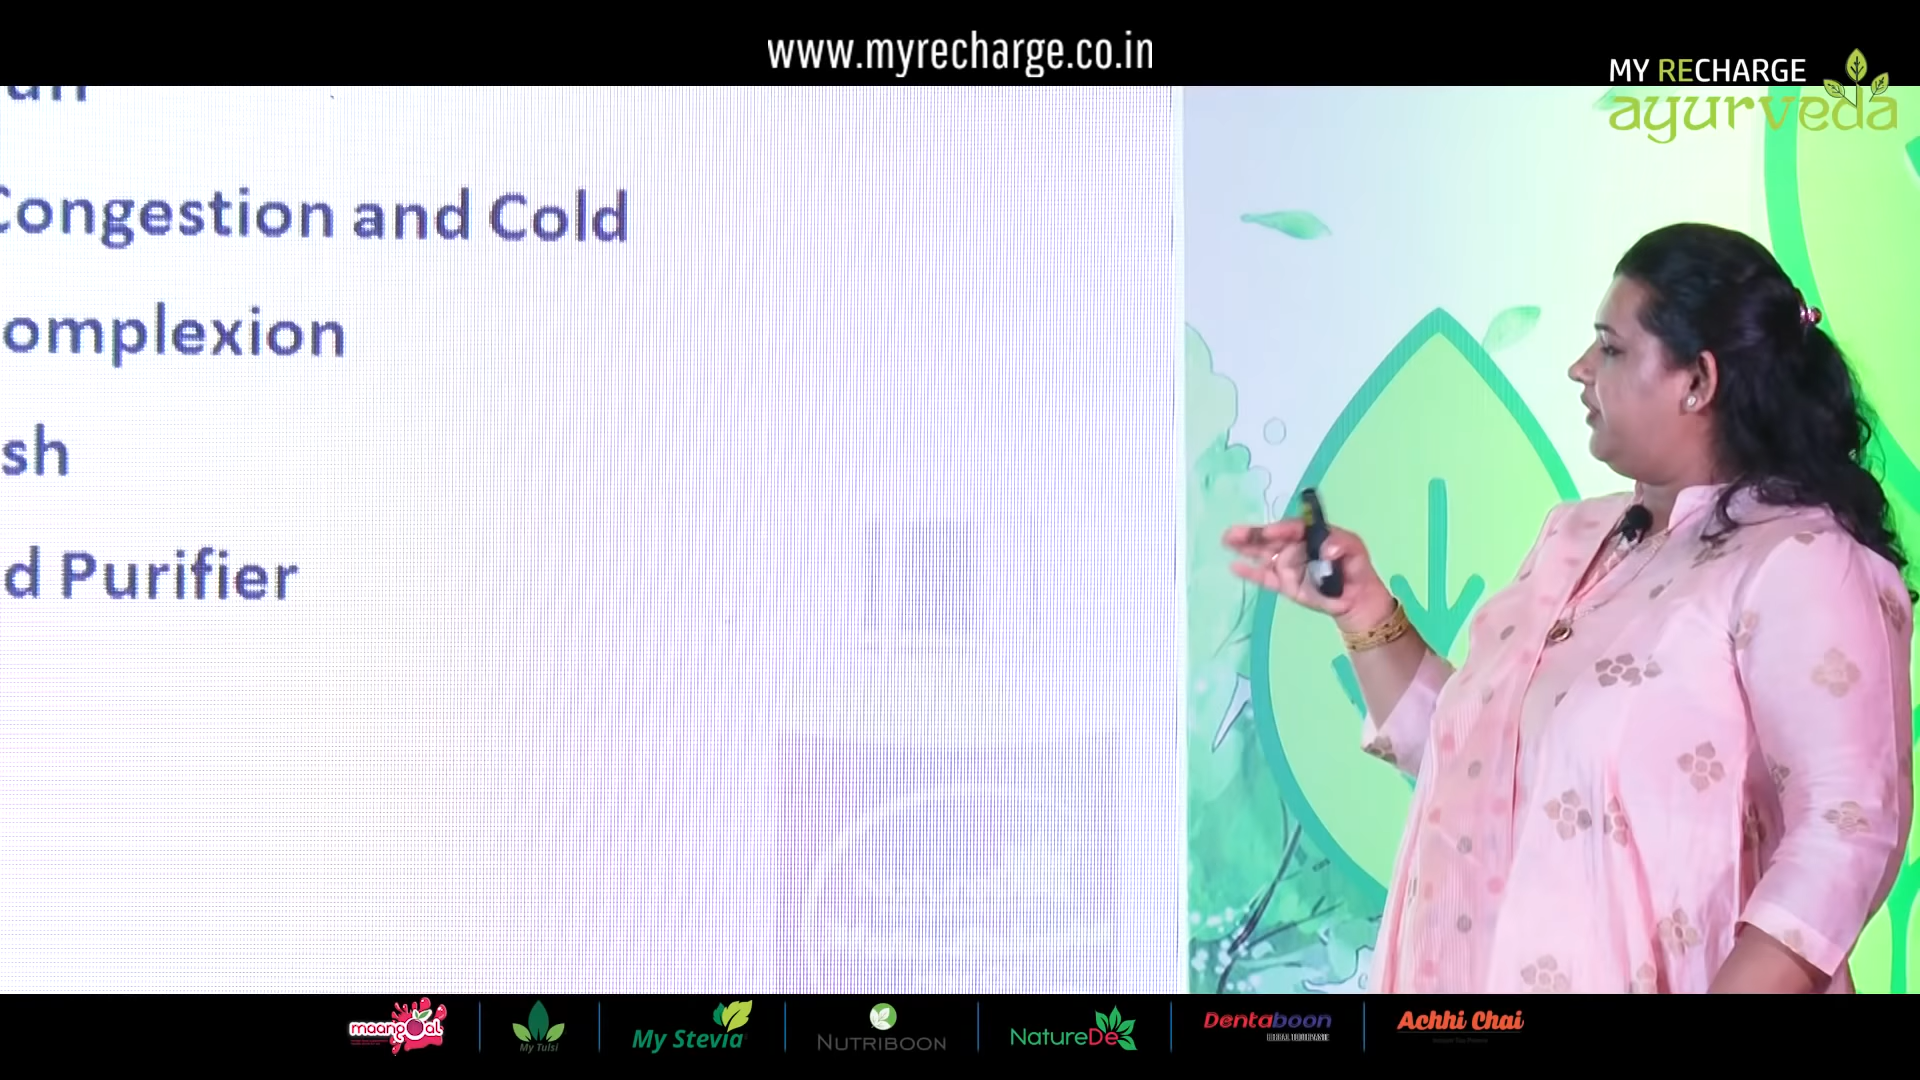 www.myrecharge.co.in
MY RECHARGE
ayurveda
Congestion and Cold
omplexion
sh
d Purifier
My Tulsi
My Stevia
NUTRIBOON
NatureDe
Dentaboon
Achhi Chai